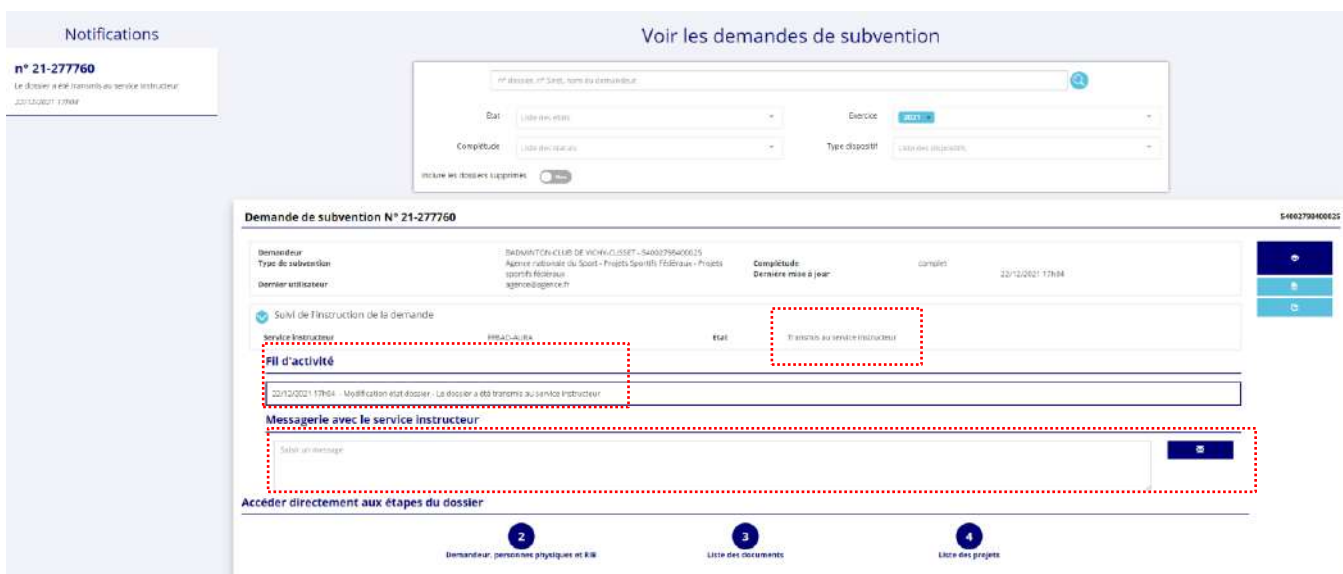 Notifications
n° 21-277760
Le dossier a été transmis au service instructeur
22/12/2021 17h04
Voir les demandes de subvention
n° dossier, n° Siret, nom du demandeur
Etat
Liste des états
Exercice
2021
Complétude
Liste des statuts
Type dispositif
Liste des dispositifs
Inclure les dossiers supprimés
Non
Demande de subvention N° 21-277760
54002798400025
Demandeur
BADMINTON-CLUB DE VICHY-CUSSET - 54002798400025
Type de subvention
Agence nationale du Sport - Projets Sportifs Fédéraux - Projets
sportifs fédéraux
Complétude
complet
Dernière mise à jour
22/12/2021 17h04
Dernier utilisateur
agence@agence.fr
Suivi de l'instruction de la demande
Service instructeur
FFBAD-AURA
Etat
Transmis au service instructeur
Fil d'activité
22/12/2021 17h04 - Modification état dossier - Le dossier a été transmis au service instructeur
Messagerie avec le service instructeur
Saisir un message
Accéder directement aux étapes du dossier
2
Demandeur, personnes physiques et RIB
3
Liste des documents
4
Liste des projets